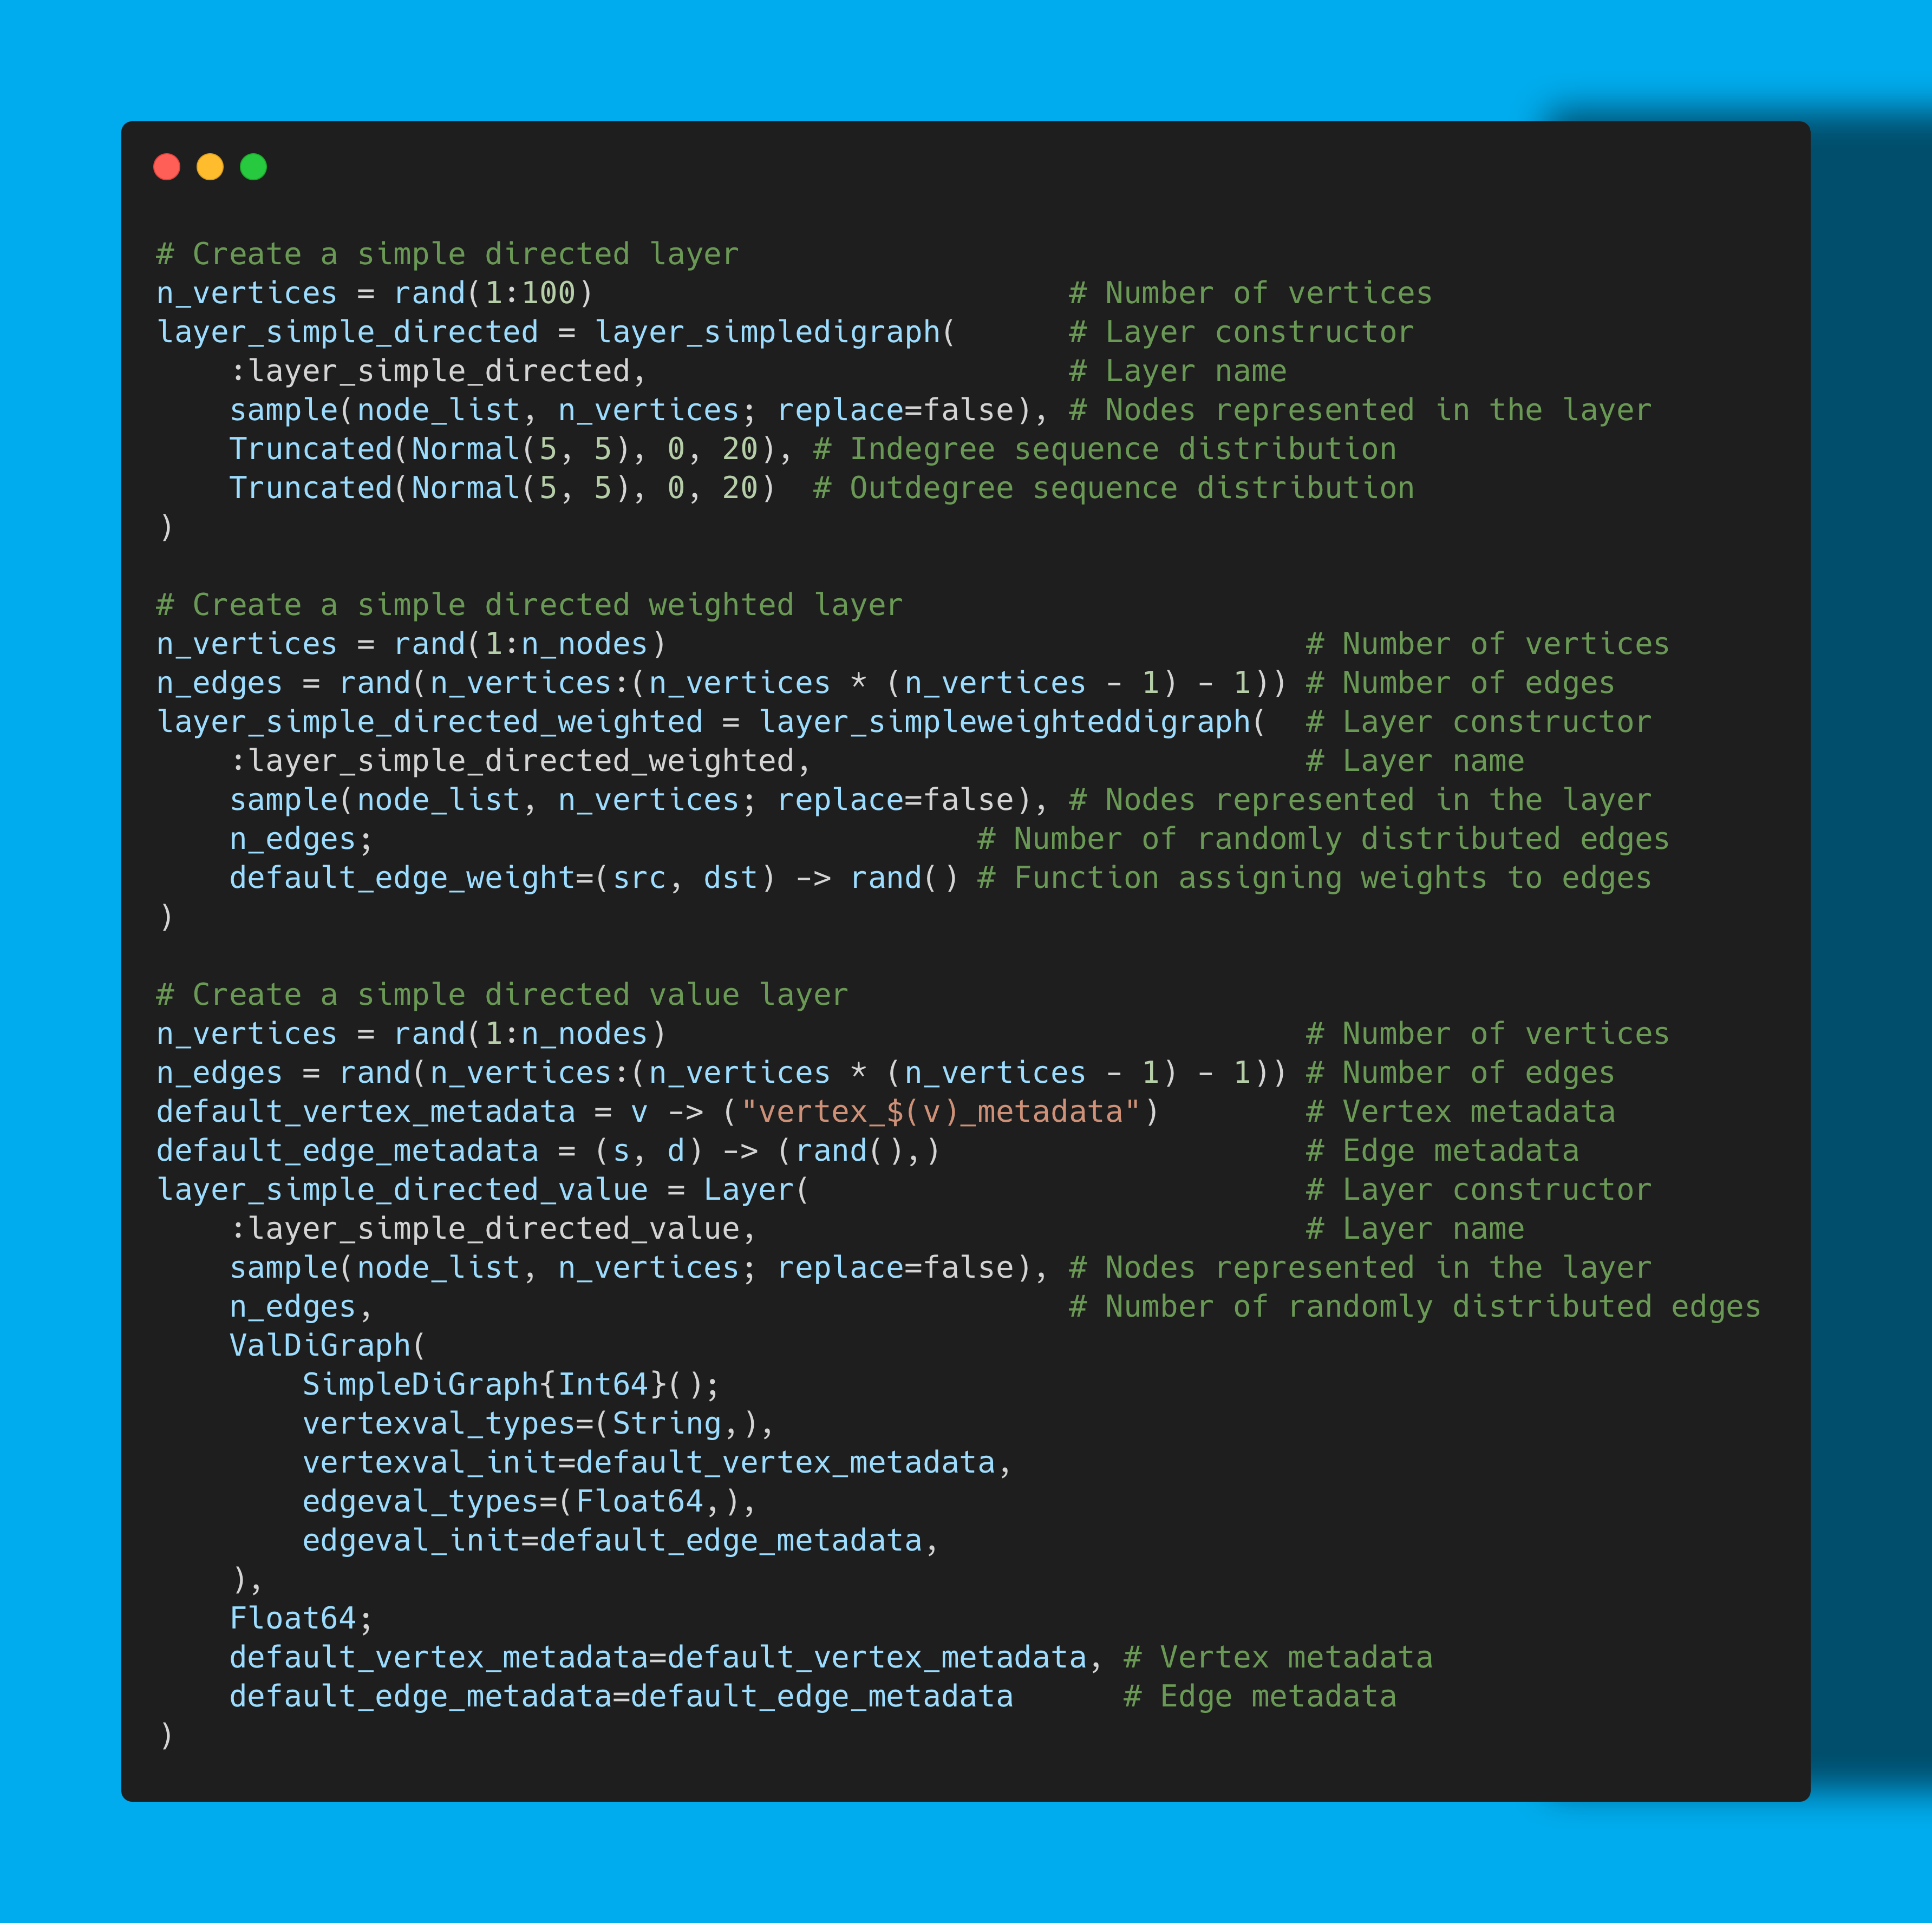 # Create a simple directed layer
n_vertices = rand(1:100)                          # Number of vertices
layer_simple_directed = layer_simpledigraph(      # Layer constructor
    :layer_simple_directed,                       # Layer name
    sample(node_list, n_vertices; replace=false), # Nodes represented in the layer
    Truncated(Normal(5, 5), 0, 20), # Indegree sequence distribution
    Truncated(Normal(5, 5), 0, 20)  # Outdegree sequence distribution
)

# Create a simple directed weighted layer
n_vertices = rand(1:n_nodes)                                   # Number of vertices
n_edges = rand(n_vertices:(n_vertices * (n_vertices - 1) - 1)) # Number of edges
layer_simple_directed_weighted = layer_simpleweighteddigraph(  # Layer constructor
    :layer_simple_directed_weighted,                           # Layer name
    sample(node_list, n_vertices; replace=false), # Nodes represented in the layer
    n_edges;                                 # Number of randomly distributed edges
    default_edge_weight=(src, dst) -> rand() # Function assigning weights to edges
)

# Create a simple directed value layer
n_vertices = rand(1:n_nodes)                                   # Number of vertices
n_edges = rand(n_vertices:(n_vertices * (n_vertices - 1) - 1)) # Number of edges
default_vertex_metadata = v -> ("vertex_$(v)_metadata")        # Vertex metadata
default_edge_metadata = (s, d) -> (rand(),)                    # Edge metadata
layer_simple_directed_value = Layer(                           # Layer constructor
    :layer_simple_directed_value,                              # Layer name
    sample(node_list, n_vertices; replace=false), # Nodes represented in the layer
    n_edges,                                      # Number of randomly distributed edges
    ValDiGraph(
        SimpleDiGraph{Int64}();
        vertexval_types=(String,),
        vertexval_init=default_vertex_metadata,
        edgeval_types=(Float64,),
        edgeval_init=default_edge_metadata,
    ),
    Float64;
    default_vertex_metadata=default_vertex_metadata, # Vertex metadata
    default_edge_metadata=default_edge_metadata      # Edge metadata
)